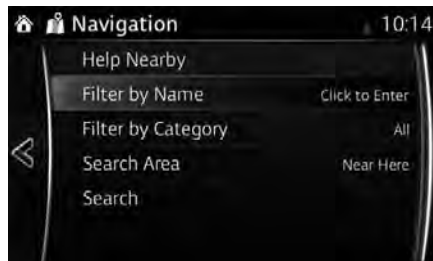 Navigation 10:14
Help Nearby
Filter by Name Click to Enter
Filter by Category All
Search Area Near Here
Search